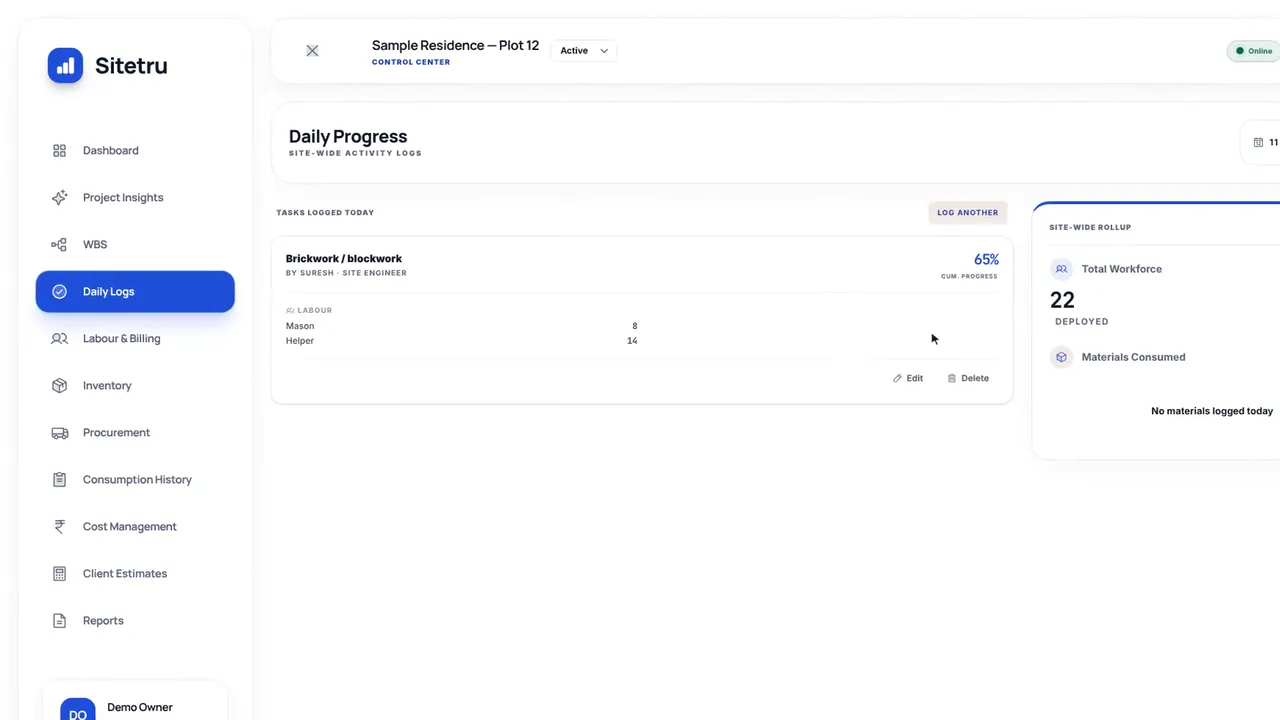 Sitetru
Dashboard
Project Insights
WBS
Daily Logs
Labour & Billing
Inventory
Procurement
Consumption History
Cost Management
Client Estimates
Reports
DO
Demo Owner
Sample Residence — Plot 12
CONTROL CENTER
Active
Online
Daily Progress
SITE-WIDE ACTIVITY LOGS
11
TASKS LOGGED TODAY
LOG ANOTHER
Brickwork / blockwork
BY SURESH · SITE ENGINEER
65%
CUM. PROGRESS
LABOUR
Mason 8
Helper 14
Edit Delete
SITE-WIDE ROLLUP
Total Workforce
22
DEPLOYED
Materials Consumed
No materials logged today